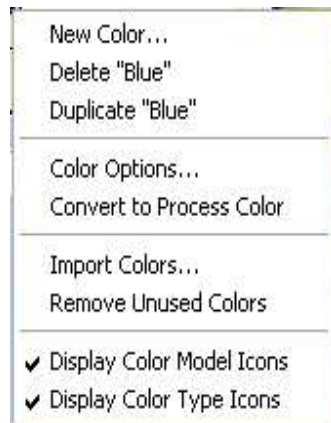 New Color...
Delete "Blue"
Duplicate "Blue"
Color Options...
Convert to Process Color
Import Colors...
Remove Unused Colors
Display Color Model Icons
Display Color Type Icons